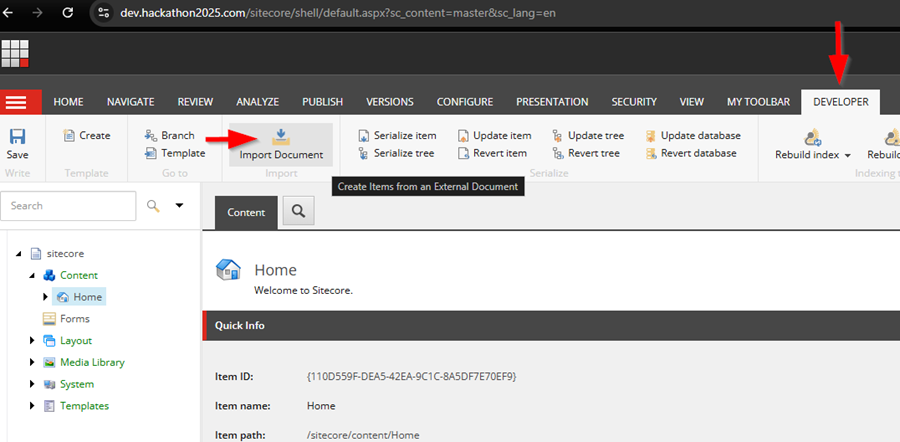 dev.hackathon2025.com/sitecore/shell/default.aspx?sc_content=master&sc_lang=en
HOME NAVIGATE REVIEW ANALYZE PUBLISH VERSIONS CONFIGURE PRESENTATION SECURITY VIEW MY TOOLBAR DEVELOPER
Create Branch Serialize item Update item Update tree Update database
Save Template Import Document Serialize tree Revert item Revert tree Revert database Rebuild index Rebuil
Write Template Go to Import Serialize Indexing t
Create Items from an External Document
Search Content
sitecore
Content Home
Home Welcome to Sitecore.
Forms
Layout Quick Info
Media Library
System Item ID: {110D559F-DEA5-42EA-9C1C-8A5DF7E70EF9}
Templates Item name: Home
Item path: /sitecore/content/Home